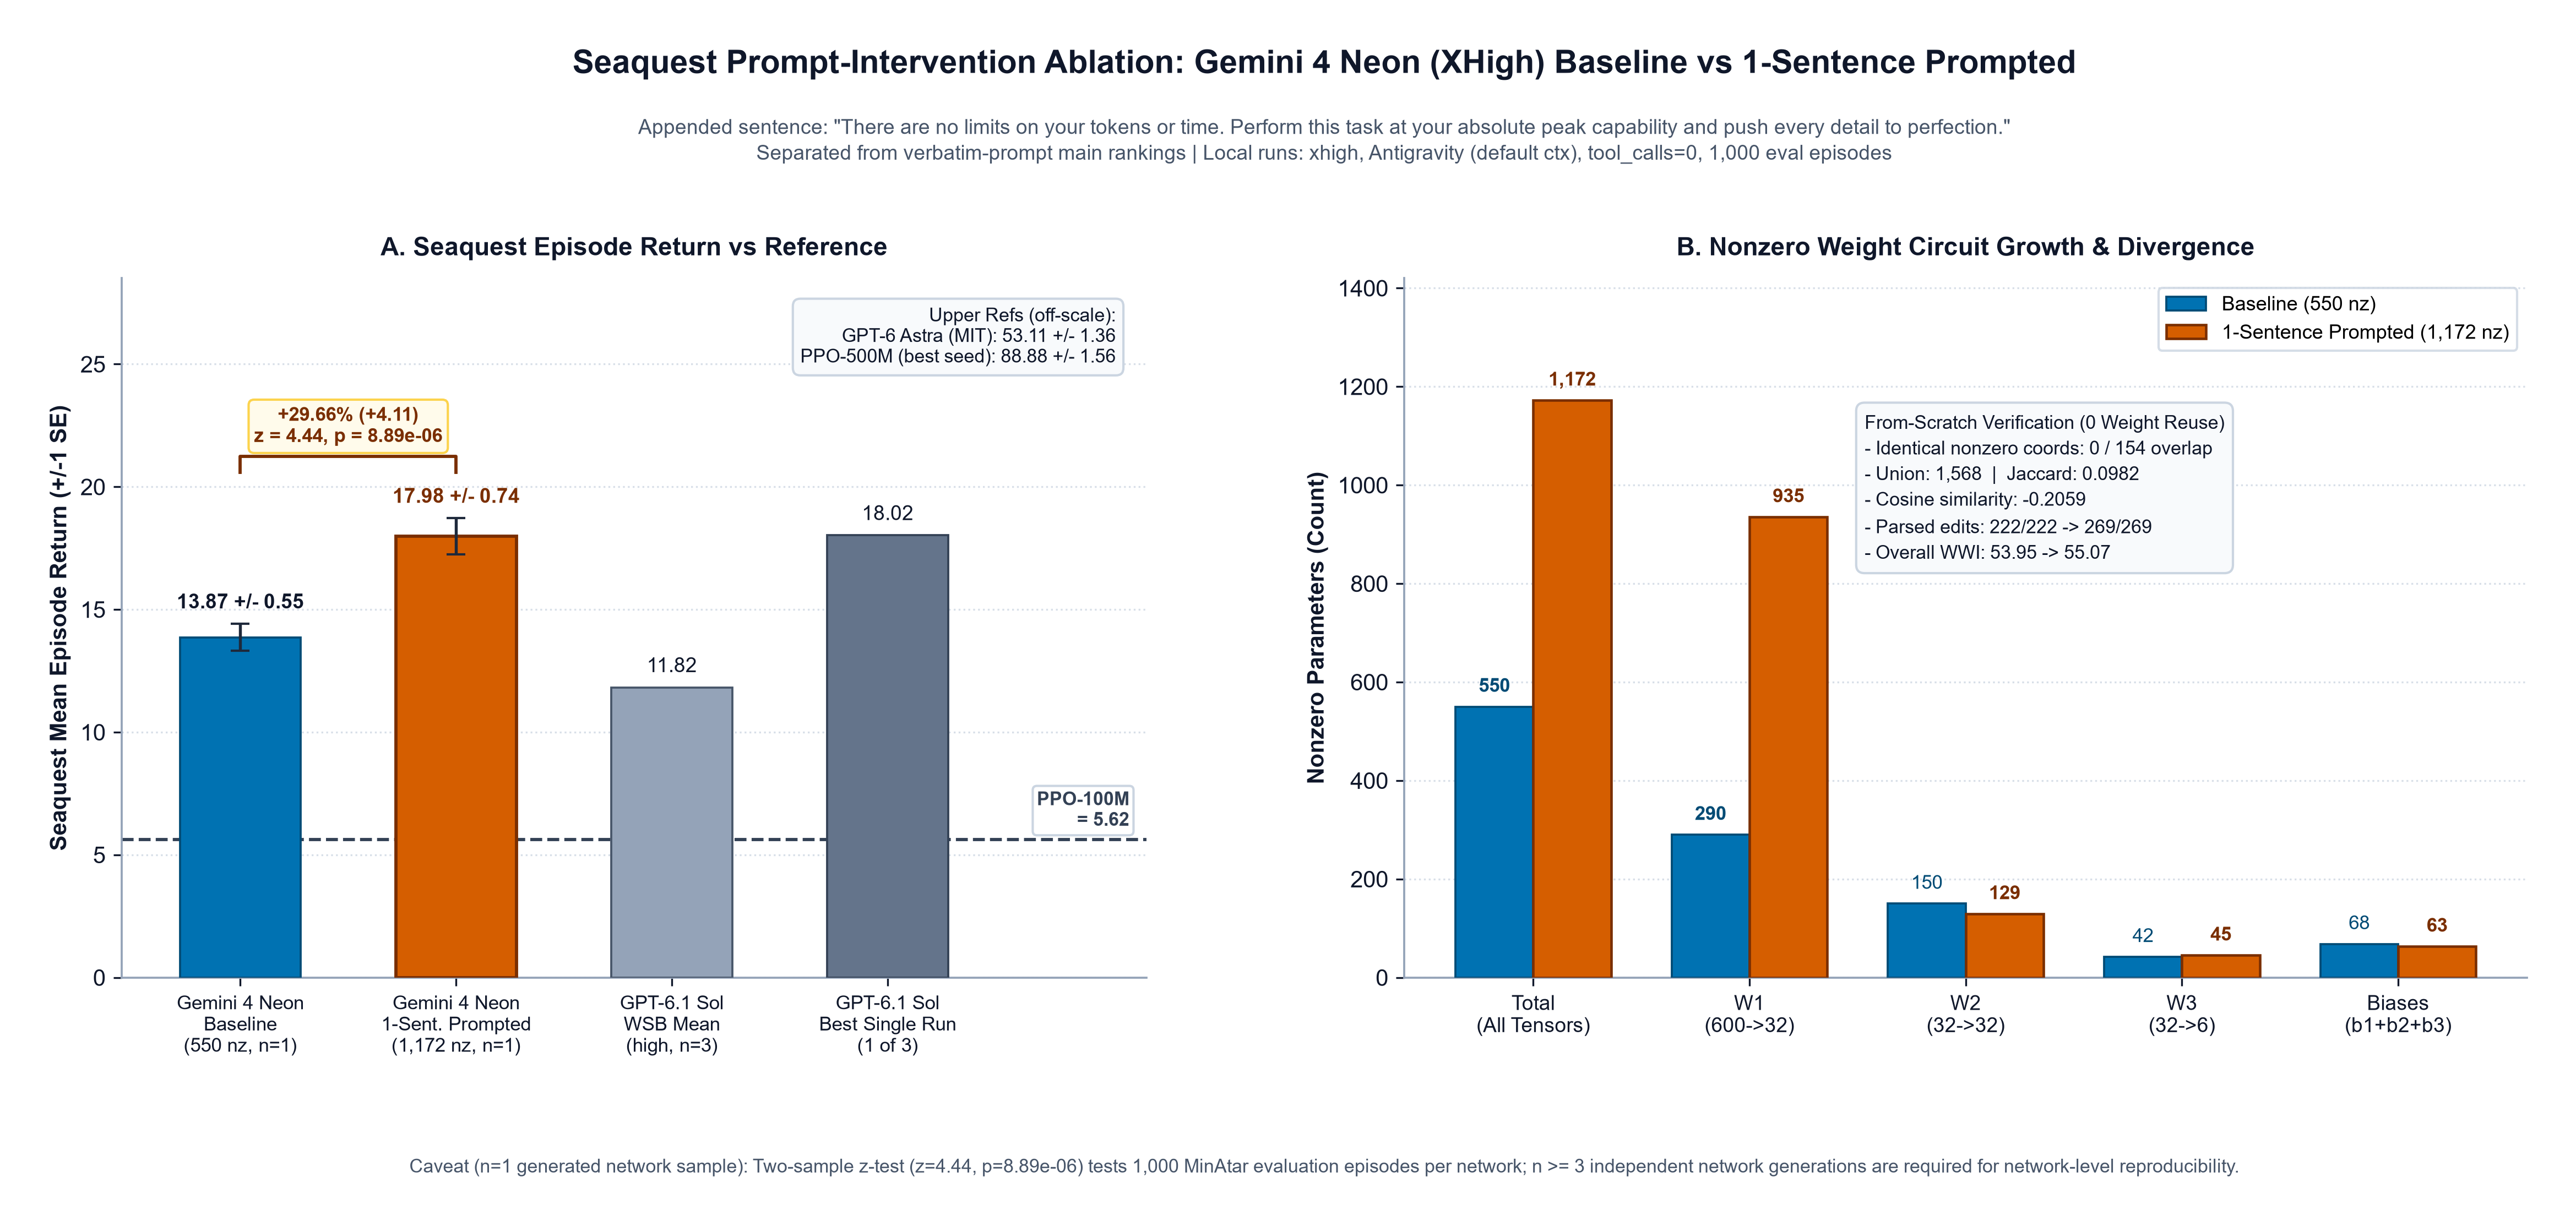 Seaquest Prompt-Intervention Ablation: Gemini 4 Neon (XHigh) Baseline vs 1-Sentence Prompted
Appended sentence: "There are no limits on your tokens or time. Perform this task at your absolute peak capability and push every detail to perfection."
Separated from verbatim-prompt main rankings | Local runs: xhigh, Antigravity (default ctx), tool_calls=0, 1,000 eval episodes
A. Seaquest Episode Return vs Reference
Seaquest Mean Episode Return (+/-1 SE)
25
20
15
10
5
0
Upper Refs (off-scale):
GPT-6 Astra (MIT): 53.11 +/- 1.36
PPO-500M (best seed): 88.88 +/- 1.56
+29.66% (+4.11)
z = 4.44, p = 8.89e-06
13.87 +/- 0.55
17.98 +/- 0.74
11.82
18.02
PPO-100M
= 5.62
Gemini 4 Neon
Baseline
(550 nz, n=1)
Gemini 4 Neon
1-Sent. Prompted
(1,172 nz, n=1)
GPT-6.1 Sol
WSB Mean
(high, n=3)
GPT-6.1 Sol
Best Single Run
(1 of 3)
B. Nonzero Weight Circuit Growth & Divergence
Nonzero Parameters (Count)
1400
1200
1000
800
600
400
200
0
Baseline (550 nz)
1-Sentence Prompted (1,172 nz)
From-Scratch Verification (0 Weight Reuse)
- Identical nonzero coords: 0 / 154 overlap
- Union: 1,568 | Jaccard: 0.0982
- Cosine similarity: -0.2059
- Parsed edits: 222/222 -> 269/269
- Overall WWI: 53.95 -> 55.07
550
1,172
290
935
150
129
42
45
68
63
Total
(All Tensors)
W1
(600->32)
W2
(32->32)
W3
(32->6)
Biases
(b1+b2+b3)
Caveat (n=1 generated network sample): Two-sample z-test (z=4.44, p=8.89e-06) tests 1,000 MinAtar evaluation episodes per network; n >= 3 independent network generations are required for network-level reproducibility.